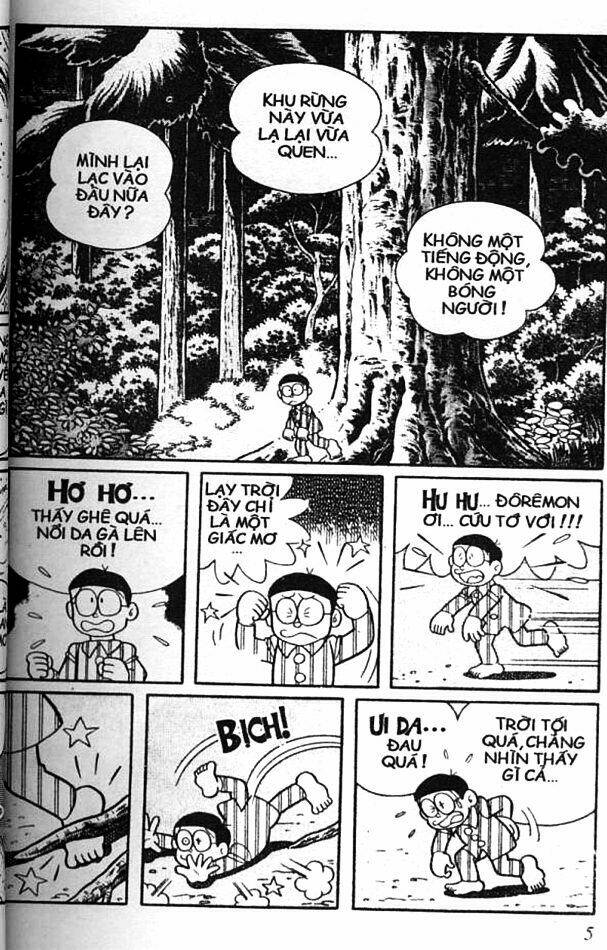 MÌNH LẠI
LẠC VÀO
ĐÂU NỮA
ĐÂY?
KHU RỪNG
NÀY VỪA
LẠ LẠI VỪA
QUEN...
KHÔNG MỘT
TIẾNG ĐỘNG,
KHÔNG MỘT
BÓNG
NGƯỜI!
HƠ HƠ...
THẤY GHÊ QUÁ...
NỔI DA GÀ LÊN
RỒI!
LẠY TRỜI
ĐÂY CHỈ
LÀ MỘT
GIẤC MƠ
...
HU HU... ĐÔRÊMON
ƠI... CỨU TỚ VỚI!!!
BỊCH!
ƯI DA...
ĐAU
QUÁ!
TRỜI TỐI
QUÁ, CHẲNG
NHÌN THẤY
GÌ CẢ...
5